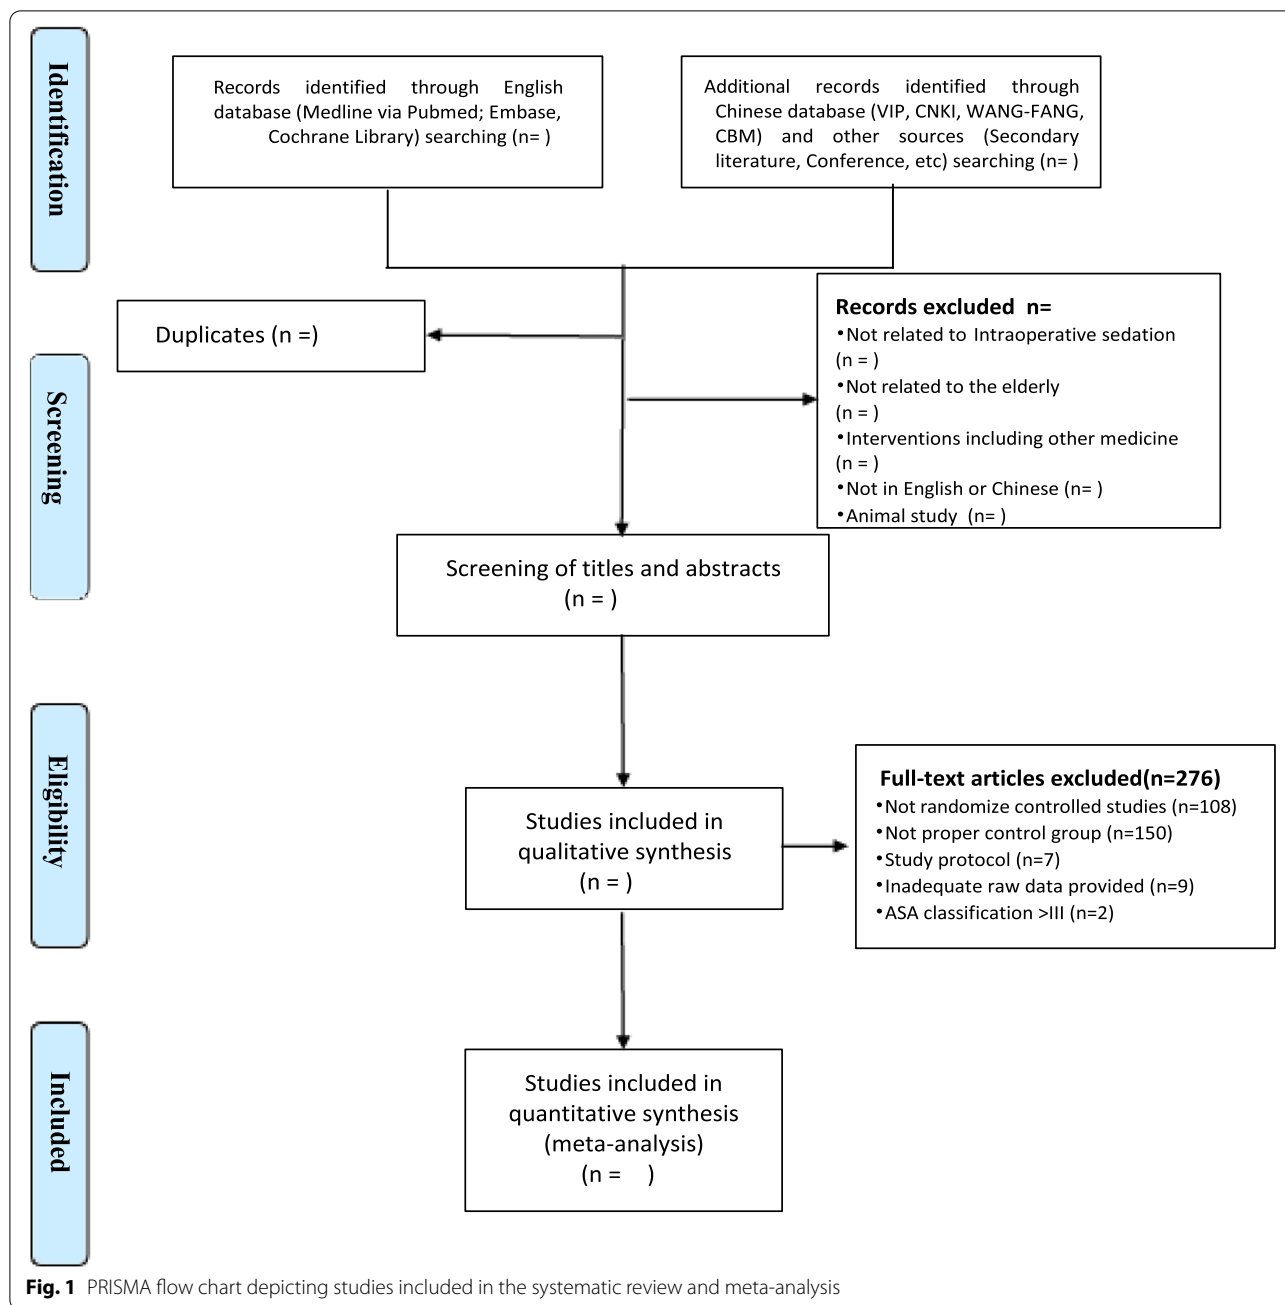 Identification
Records identified through English
database (Medline via Pubmed; Embase,
Cochrane Library) searching (n= )
Additional records identified through
Chinese database (VIP, CNKI, WANG-FANG,
CBM) and other sources (Secondary
literature, Conference, etc) searching (n= )
Duplicates (n =)
Records excluded n=
•Not related to Intraoperative sedation
(n = )
•Not related to the elderly
(n = )
•Interventions including other medicine
(n = )
•Not in English or Chinese (n= )
•Animal study (n= )
Screening
Screening of titles and abstracts
(n = )
Eligibility
Studies included in
qualitative synthesis
(n = )
Full-text articles excluded(n=276)
•Not randomize controlled studies (n=108)
•Not proper control group (n=150)
•Study protocol (n=7)
•Inadequate raw data provided (n=9)
•ASA classification >III (n=2)
Included
Studies included in
quantitative synthesis
(meta-analysis)
(n = )
Fig. 1 PRISMA flow chart depicting studies included in the systematic review and meta-analysis